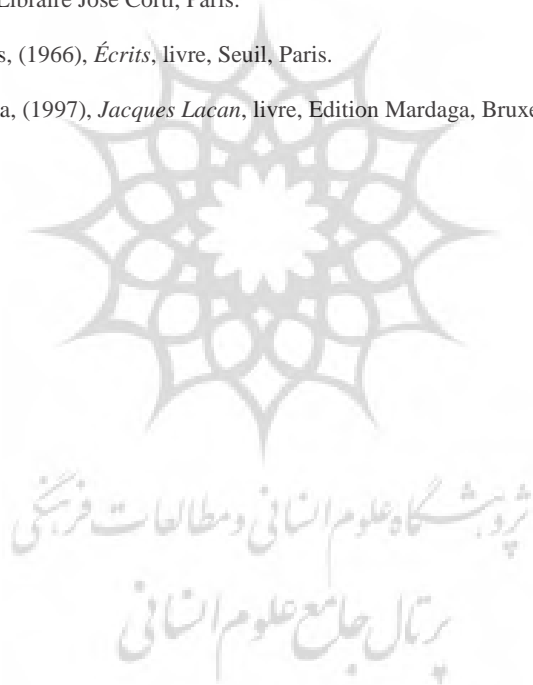 Libraire José Corti, Paris.
s, (1966), Écrits, livre, Seuil, Paris.
a, (1997), Jacques Lacan, livre, Edition Mardaga, Bruxe
پژوهشگاه علوم انسانی و مطالعات فرهنگی
پرتال جامع علوم انسانی